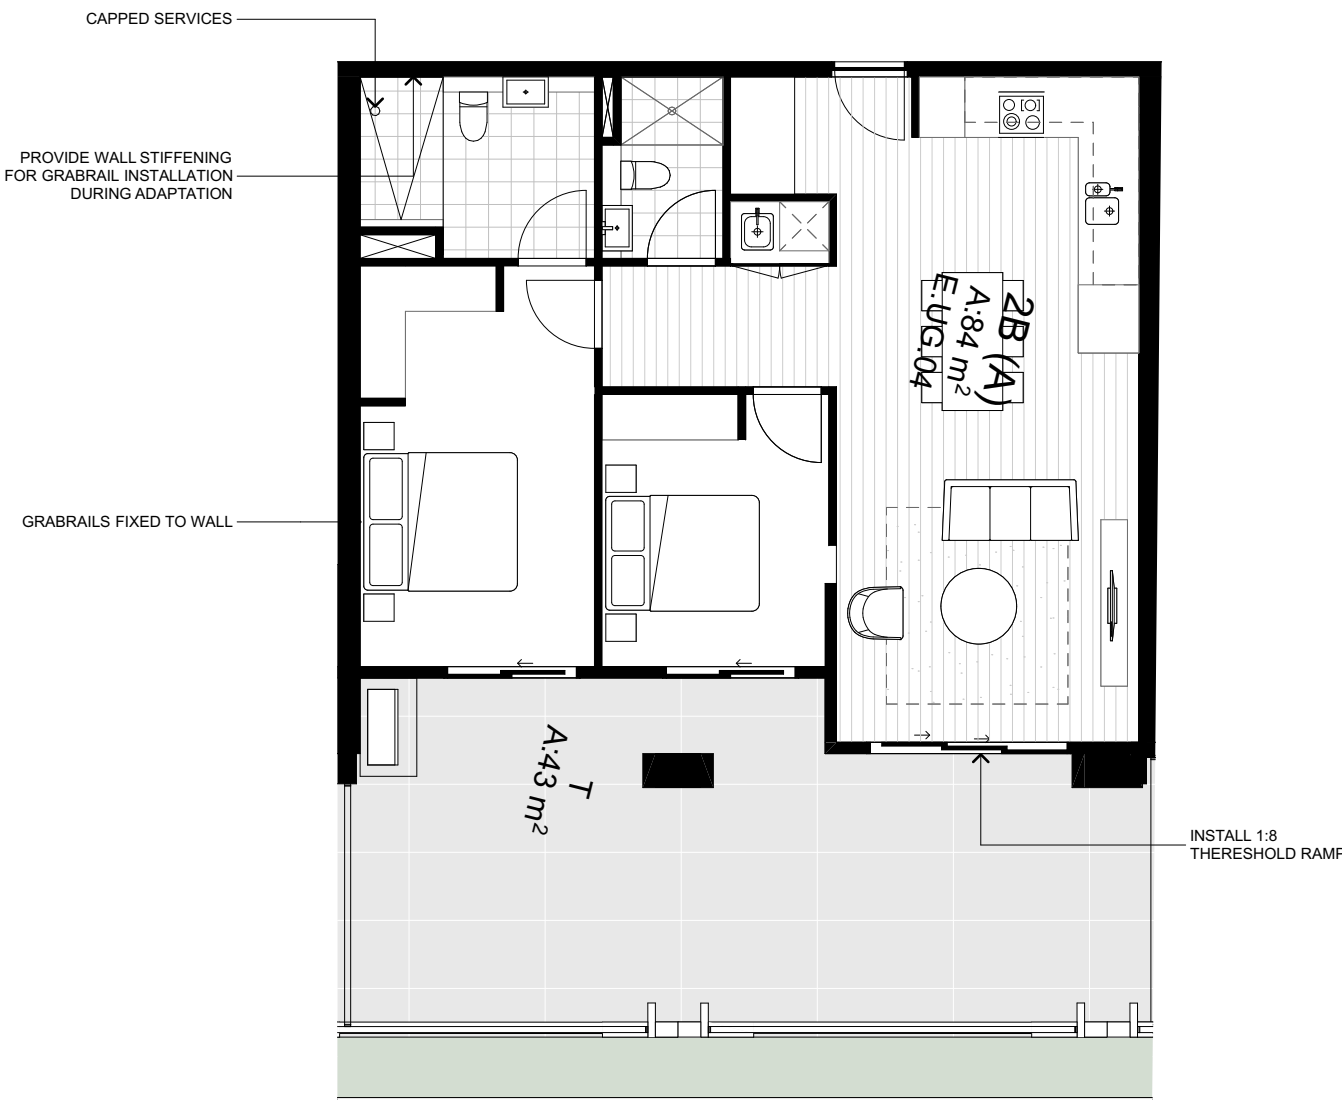 CAPPED SERVICES
PROVIDE WALL STIFFENING
FOR GRABRAIL INSTALLATION
DURING ADAPTATION
2B (A)
A:84 m²
E.UG.04
GRABRAILS FIXED TO WALL
T
A:43 m²
INSTALL 1:8
THERESHOLD RAMP